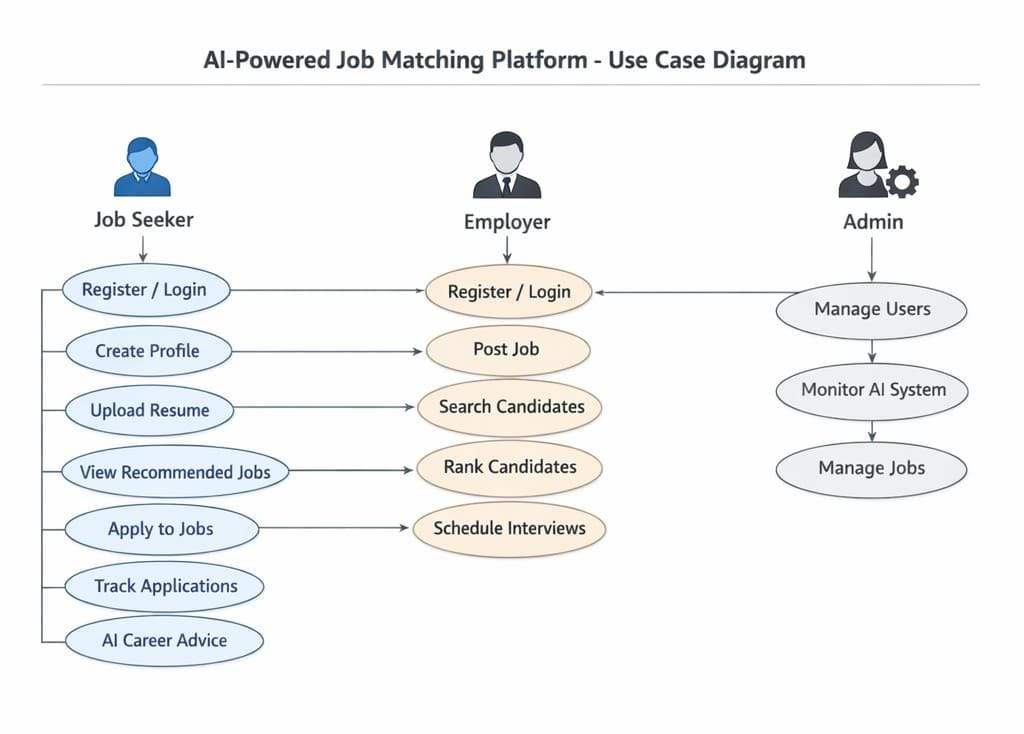 AI-Powered Job Matching Platform - Use Case Diagram
Job Seeker
Employer
Admin
Register / Login
Register / Login
Manage Users
Create Profile
Post Job
Monitor AI System
Upload Resume
Search Candidates
View Recommended Jobs
Rank Candidates
Manage Jobs
Apply to Jobs
Schedule Interviews
Track Applications
AI Career Advice